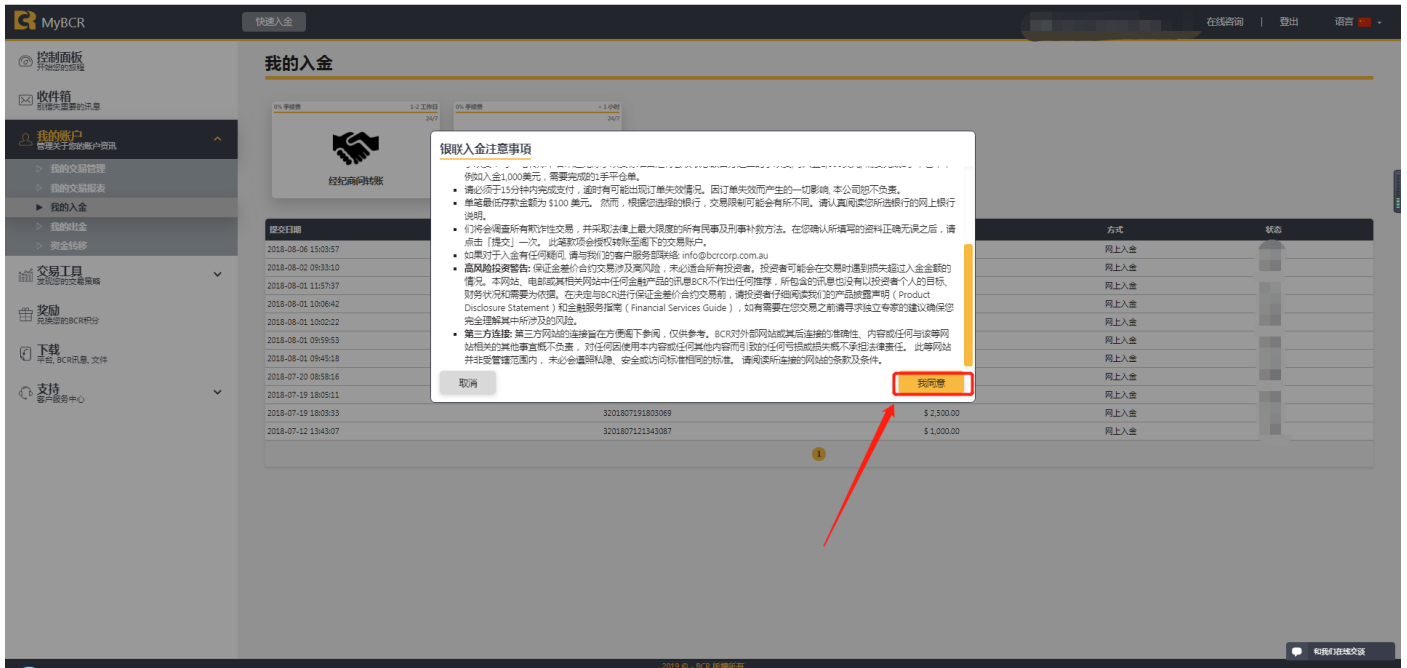 MyBCR
快速入金
在线咨询 | 登出 语言
控制面板
开始您的旅程
收件箱
别错失重要的讯息
我的账户
管理关于您的账户资讯
我的交易管理
我的交易报表
我的入金
我的出金
资金转移
交易工具
发现您的交易策略
奖励
兑换您的BCR积分
下载
平台, BCR讯息, 文件
支持
客户服务中心
我的入金
0% 手续费 1-2 工作日
24/7
经纪商间转账
0% 手续费 < 1 小时
24/7
银联入金注意事项
例如入金1,000美元，需要完成的1手平仓单。
请必须于15分钟内完成支付，逾时有可能出现订单失效情况。因订单失效而产生的一切影响, 本公司恕不负责。
单笔最低存款金额为 $100 美元。 然而，根据您选择的银行，交易限制可能会有所不同。请认真阅读您所选银行的网上银行
说明。
们将会调查所有欺诈性交易，并采取法律上最大限度的所有民事及刑事补救方法。在您确认所填写的资料正确无误之后，请
点击「提交」一次。 此笔款项会授权转账至阁下的交易账户。
如果对于入金有任何疑问, 请与我们的客户服务部联络: info@bcrcorp.com.au
高风险投资警告: 保证金差价合约交易涉及高风险，未必适合所有投资者。投资者可能会在交易时遭到损失超过入金金额的
情况。本网站、电邮或其相关网站中任何金融产品的讯息BCR不作出任何推荐，所包含的讯息也没有以投资者个人的目标、
财务状况和需要为依据。在决定与BCR进行保证金差价合约交易前，请投资者仔细阅读我们的产品披露声明（Product
Disclosure Statement）和金融服务指南（Financial Services Guide），如有需要在您交易之前请寻求独立专家的建议确保您
完全理解其中所涉及的风险。
第三方连接: 第三方网站的连接旨在方便阁下参阅，仅供参考。BCR对外部网站或其后连接的准确性、内容或任何与该等网
站相关的其他事宜概不负责，对任何因使用本内容或任何其他内容而引致的任何亏损或损失概不承担法律责任。 此等网站
并非受管辖范围内， 未必会遵照私隐、安全或访问标准相同的标准。 请阅读所连接的网站的条款及条件。
取消 我同意
提交日期 方式 状态
2018-08-06 15:03:57 网上入金
2018-08-02 09:33:10 网上入金
2018-08-01 11:57:37 网上入金
2018-08-01 10:06:42 网上入金
2018-08-01 10:02:22 网上入金
2018-08-01 09:59:53 网上入金
2018-08-01 09:45:18 网上入金
2018-07-20 08:58:16 网上入金
2018-07-19 18:05:11 网上入金
2018-07-19 18:03:33 3201807191803069 $ 2,500.00 网上入金
2018-07-12 13:43:07 3201807121343087 $ 1,000.00 网上入金
1
和我们在线交谈
2019 © - BCR 版权所有